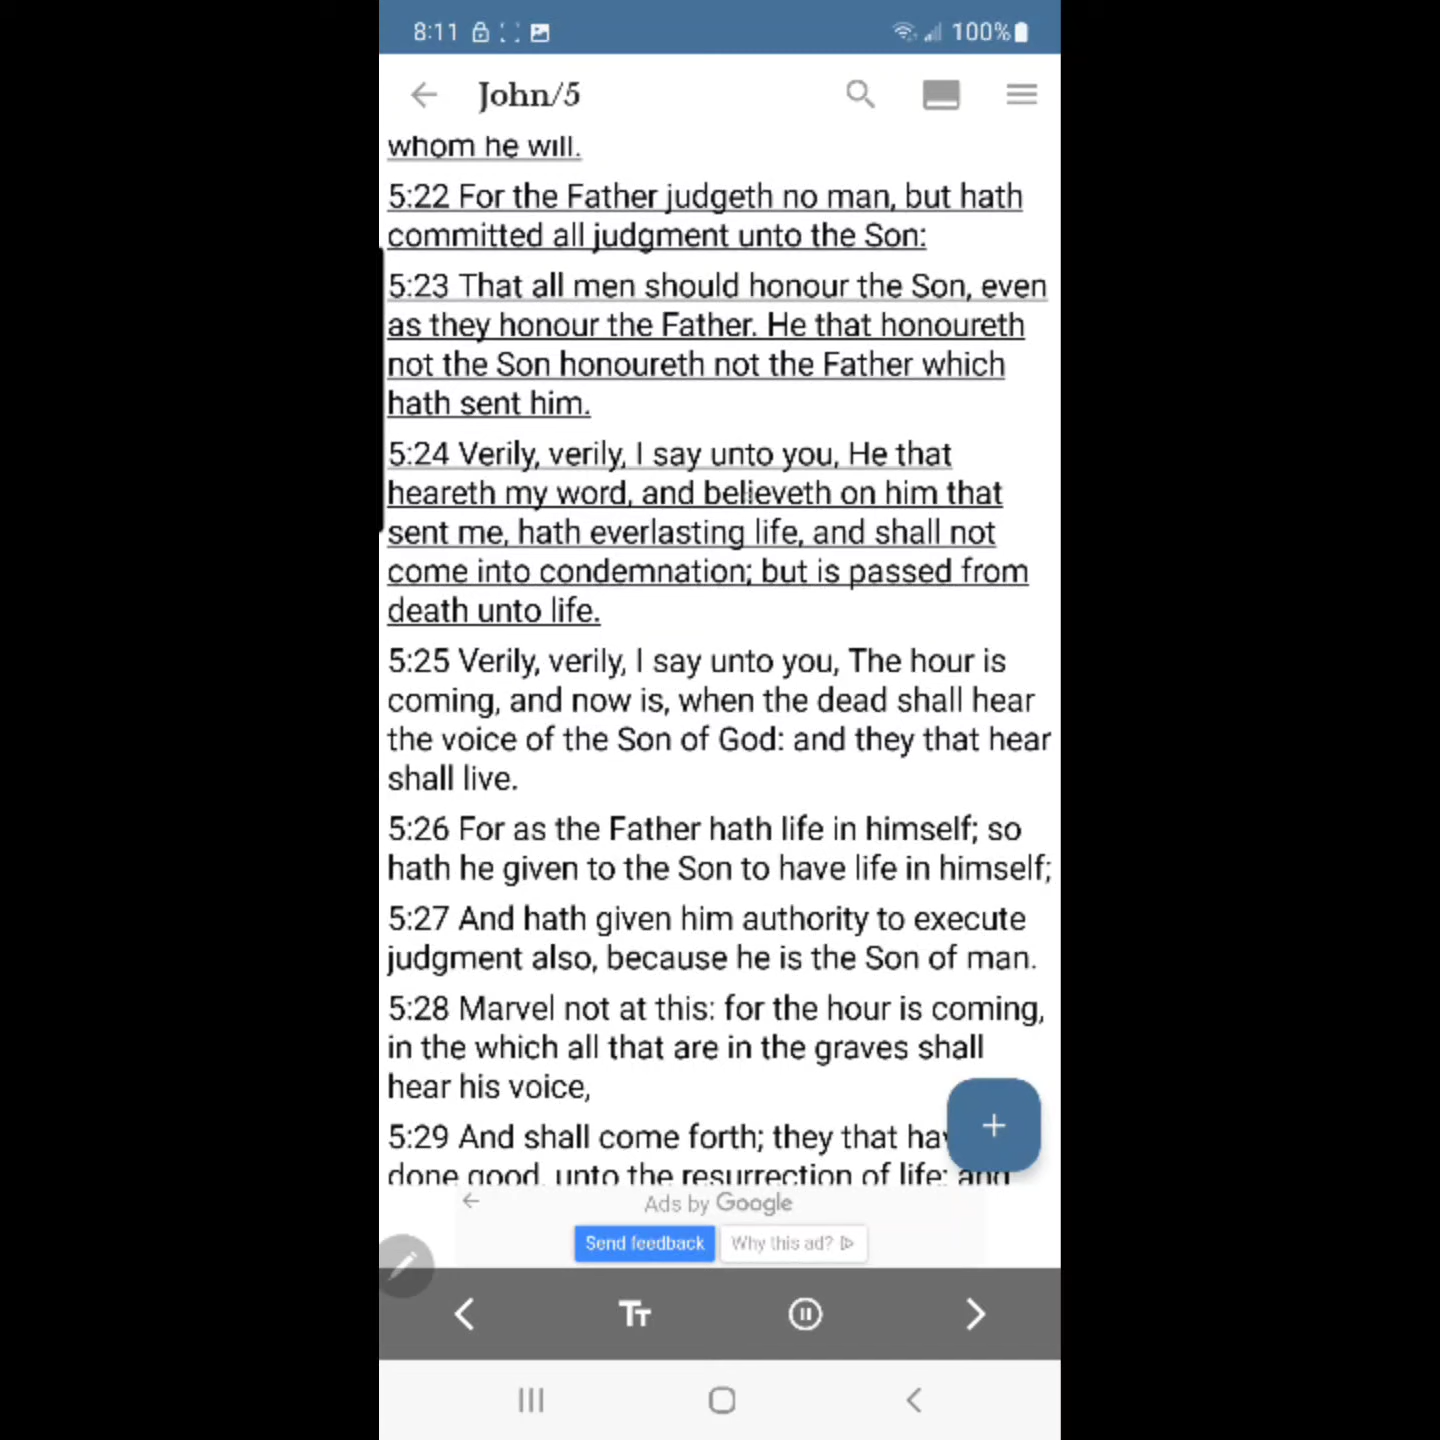 8:11 100%
John/5
whom he will.
5:22 For the Father judgeth no man, but hath
committed all judgment unto the Son:
5:23 That all men should honour the Son, even
as they honour the Father. He that honoureth
not the Son honoureth not the Father which
hath sent him.
5:24 Verily, verily, I say unto you, He that
heareth my word, and believeth on him that
sent me, hath everlasting life, and shall not
come into condemnation; but is passed from
death unto life.
5:25 Verily, verily, I say unto you, The hour is
coming, and now is, when the dead shall hear
the voice of the Son of God: and they that hear
shall live.
5:26 For as the Father hath life in himself; so
hath he given to the Son to have life in himself;
5:27 And hath given him authority to execute
judgment also, because he is the Son of man.
5:28 Marvel not at this: for the hour is coming,
in the which all that are in the graves shall
hear his voice,
5:29 And shall come forth; they that
done good, unto the resurrection of life; and
Ads by Google
Send feedback Why this ad?
TT